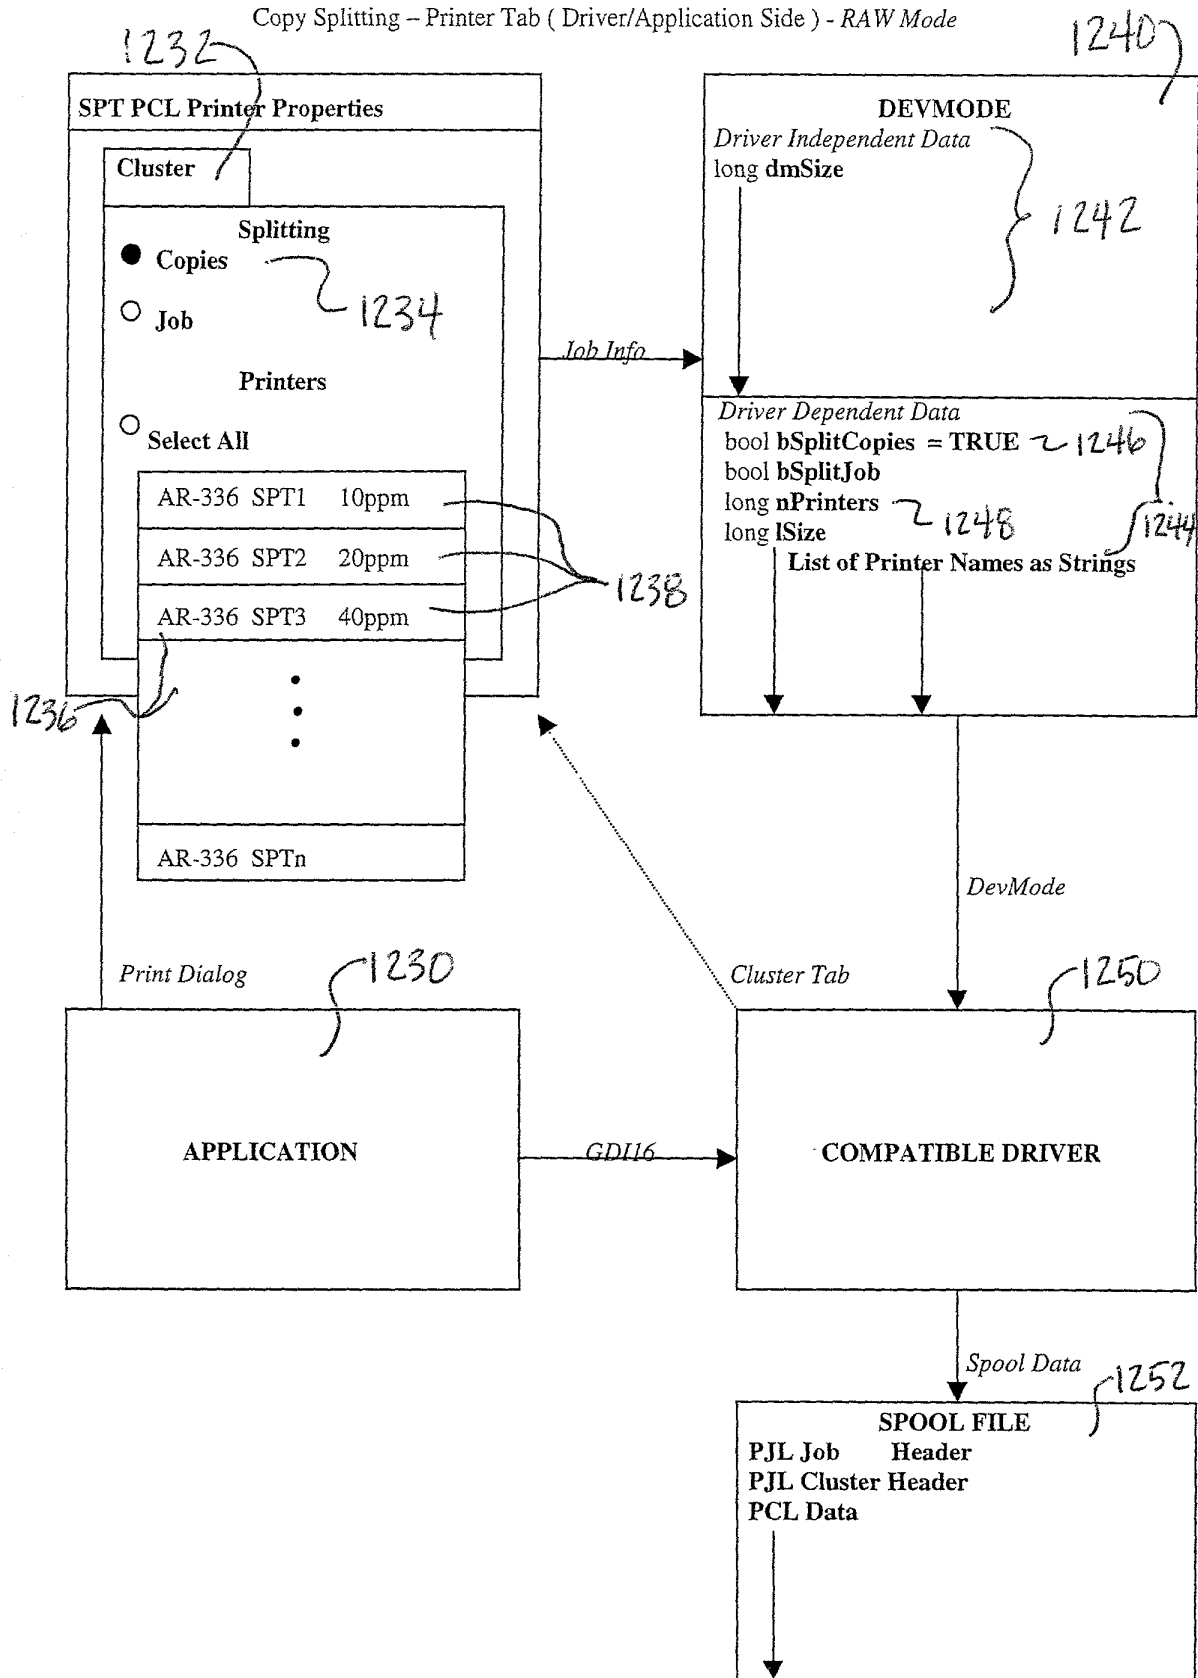 Copy Splitting – Printer Tab ( Driver/Application Side ) - RAW Mode
1232
1240
SPT PCL Printer Properties
Cluster
Splitting
Copies
1234
Job
Printers
Select All
AR-336 SPT1 10ppm
AR-336 SPT2 20ppm
AR-336 SPT3 40ppm
1238
1236
AR-336 SPTn
Job Info
DEVMODE
Driver Independent Data
long dmSize
1242
Driver Dependent Data
bool bSplitCopies = TRUE 1246
bool bSplitJob
long nPrinters 1248
long lSize
1244
List of Printer Names as Strings
DevMode
Print Dialog
1230
Cluster Tab
1250
APPLICATION
GDI16
COMPATIBLE DRIVER
Spool Data
1252
SPOOL FILE
PJL Job Header
PJL Cluster Header
PCL Data